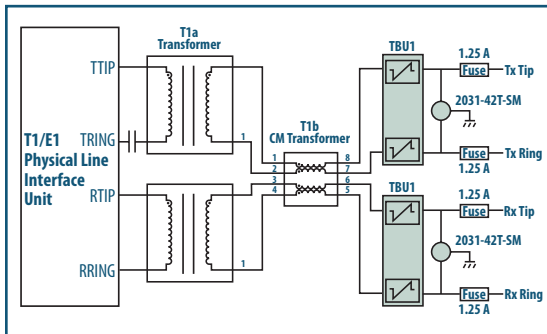 T1a
Transformer
TBU1
1.25 A
Fuse
Tx Tip
TTIP
2031-42T-SM
T1/E1
Physical Line
Interface
Unit
TRING
1
T1b
CM Transformer
1
2
3
4
8
7
6
5
Fuse
Tx Ring
1.25 A
TBU1
1.25 A
Fuse
Rx Tip
RTIP
2031-42T-SM
RRING
1
Fuse
Rx Ring
1.25 A